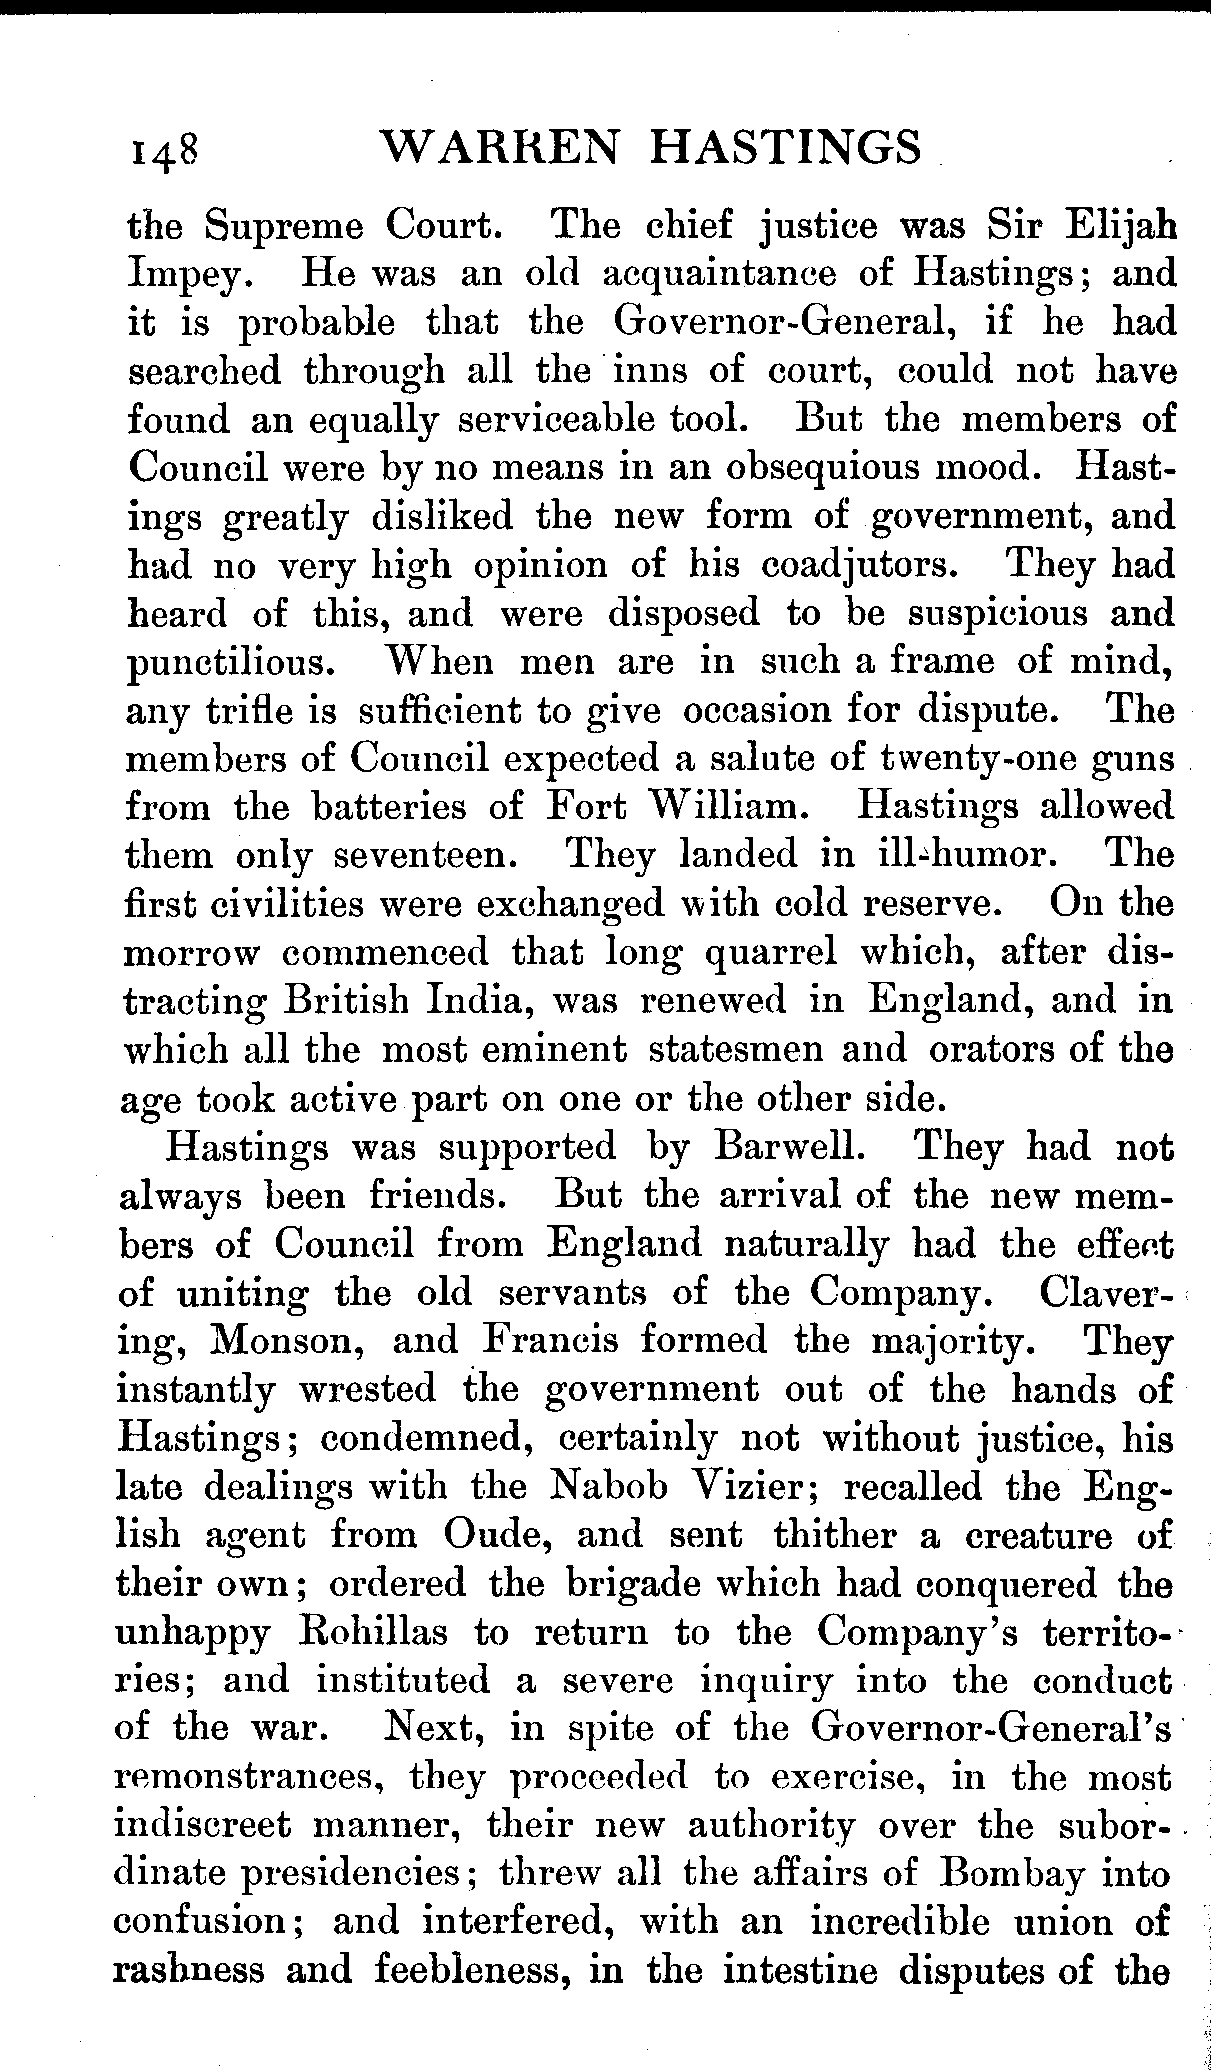 148 WARREN HASTINGS
the Supreme Court. The chief justice was Sir Elijah
Impey. He was an old acquaintance of Hastings; and
it is probable that the Governor-General, if he had
searched through all the inns of court, could not have
found an equally serviceable tool. But the members of
Council were by no means in an obsequious mood. Hast-
ings greatly disliked the new form of government, and
had no very high opinion of his coadjutors. They had
heard of this, and were disposed to be suspicious and
punctilious. When men are in such a frame of mind,
any trifle is sufficient to give occasion for dispute. The
members of Council expected a salute of twenty-one guns
from the batteries of Fort William. Hastings allowed
them only seventeen. They landed in ill-humor. The
first civilities were exchanged with cold reserve. On the
morrow commenced that long quarrel which, after dis-
tracting British India, was renewed in England, and in
which all the most eminent statesmen and orators of the
age took active part on one or the other side.
Hastings was supported by Barwell. They had not
always been friends. But the arrival of the new mem-
bers of Council from England naturally had the effect
of uniting the old servants of the Company. Claver-
ing, Monson, and Francis formed the majority. They
instantly wrested the government out of the hands of
Hastings; condemned, certainly not without justice, his
late dealings with the Nabob Vizier; recalled the Eng-
lish agent from Oude, and sent thither a creature of
their own; ordered the brigade which had conquered the
unhappy Rohillas to return to the Company's territo-
ries; and instituted a severe inquiry into the conduct
of the war. Next, in spite of the Governor-General's
remonstrances, they proceeded to exercise, in the most
indiscreet manner, their new authority over the subor-
dinate presidencies; threw all the affairs of Bombay into
confusion; and interfered, with an incredible union of
rashness and feebleness, in the intestine disputes of the